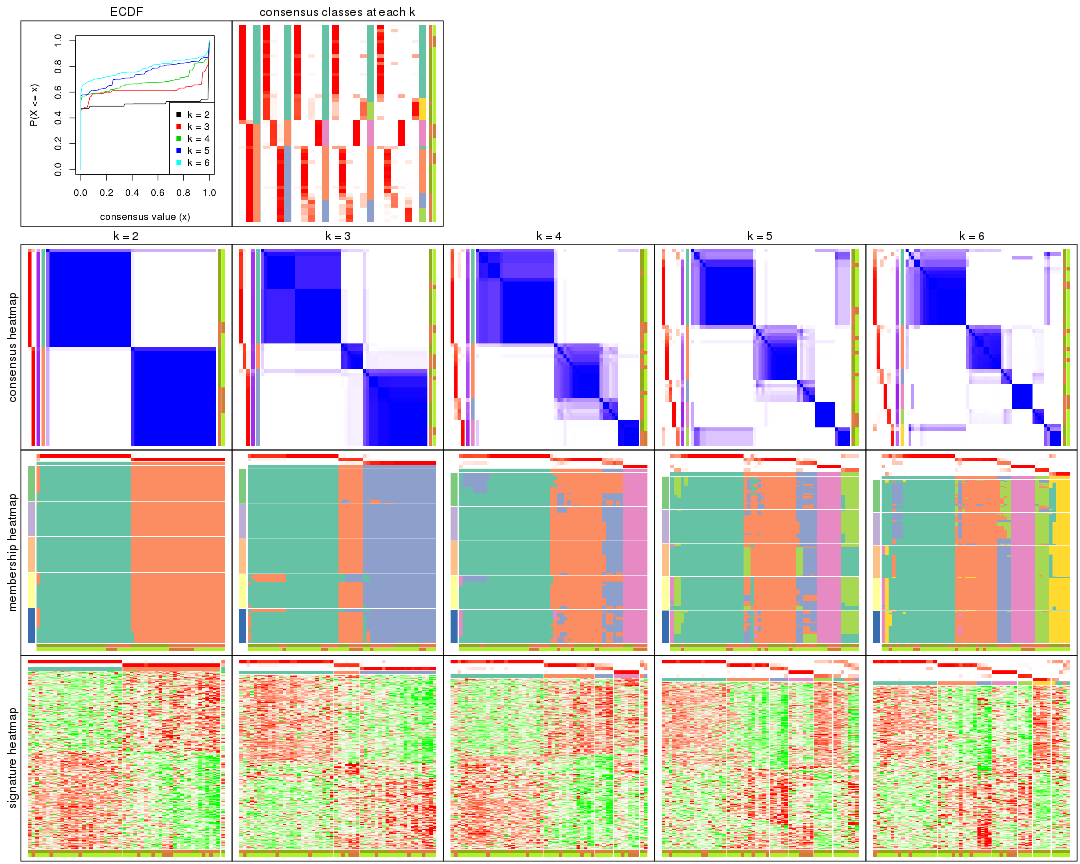 ECDF
consensus classes at each k
P(X <= x)
1.0
0.8
0.6
0.4
0.2
0.0
k = 2
k = 3
k = 4
k = 5
k = 6
0.0 0.2 0.4 0.6 0.8 1.0
consensus value (x)
k = 2
k = 3
k = 4
k = 5
k = 6
consensus heatmap
membership heatmap
signature heatmap